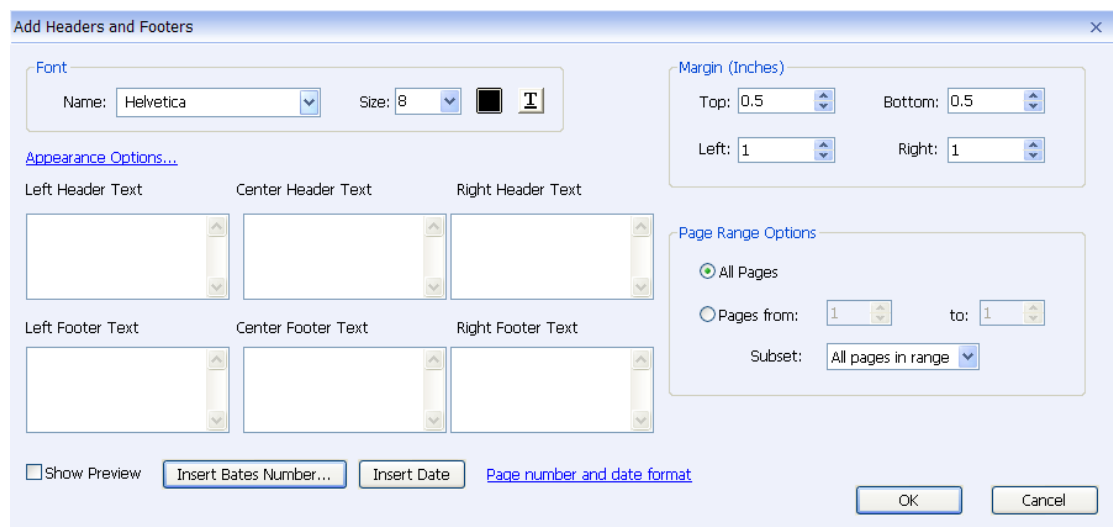 Add Headers and Footers
Font
Name: Helvetica Size: 8 T
Appearance Options...
Left Header Text Center Header Text Right Header Text
Left Footer Text Center Footer Text Right Footer Text
Show Preview Insert Bates Number... Insert Date Page number and date format
Margin (Inches)
Top: 0.5 Bottom: 0.5
Left: 1 Right: 1
Page Range Options
All Pages
Pages from: 1 to: 1
Subset: All pages in range
OK Cancel